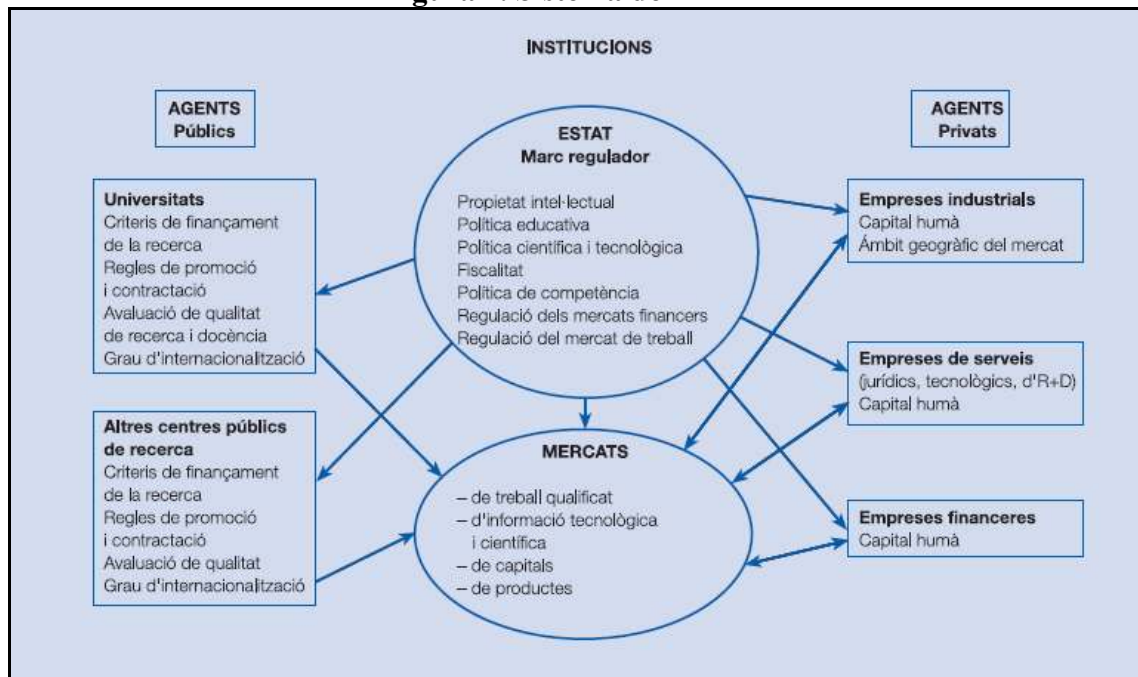 INSTITUCIONS
AGENTS
Públics
Universitats
Criteris de finançament
de la recerca
Regles de promoció
i contractació
Avaluació de qualitat
de recerca i docència
Grau d'internacionalització
Altres centres públics
de recerca
Criteris de finançament
de la recerca
Regles de promoció
i contractació
Avaluació de qualitat
Grau d'internacionalització
ESTAT
Marc regulador
Propietat intel·lectual
Política educativa
Política científica i tecnològica
Fiscalitat
Política de competència
Regulació dels mercats financers
Regulació del mercat de treball
MERCATS
– de treball qualificat
– d'informació tecnològica
i científica
– de capitals
– de productes
AGENTS
Privats
Empreses industrials
Capital humà
Ámbit geogràfic del mercat
Empreses de serveis
(jurídics, tecnològics, d'R+D)
Capital humà
Empreses financeres
Capital humà